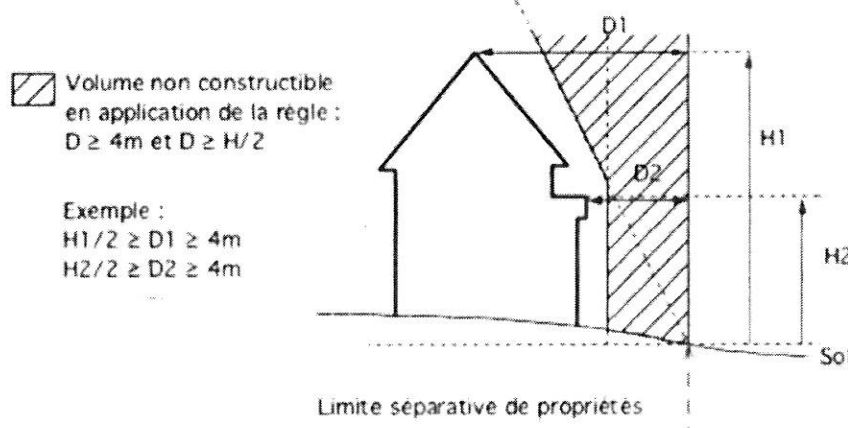 D1
Volume non constructible
en application de la règle :
D ≥ 4m et D ≥ H/2
H1
D2
Exemple :
H1/2 ≥ D1 ≥ 4m
H2/2 ≥ D2 ≥ 4m
H2
Sol
Limite séparative de propriétés